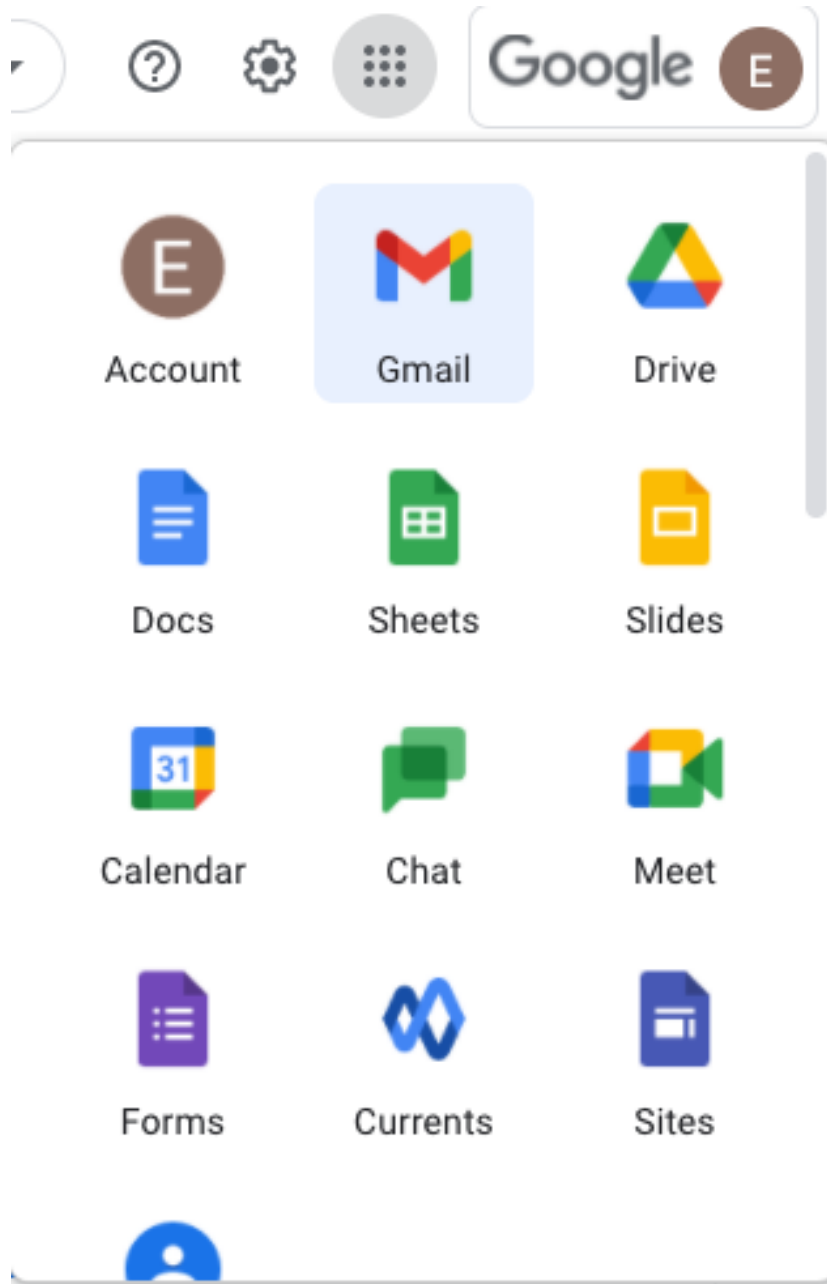 Google E
E
Account Gmail Drive
Docs Sheets Slides
31
Calendar Chat Meet
Forms Currents Sites